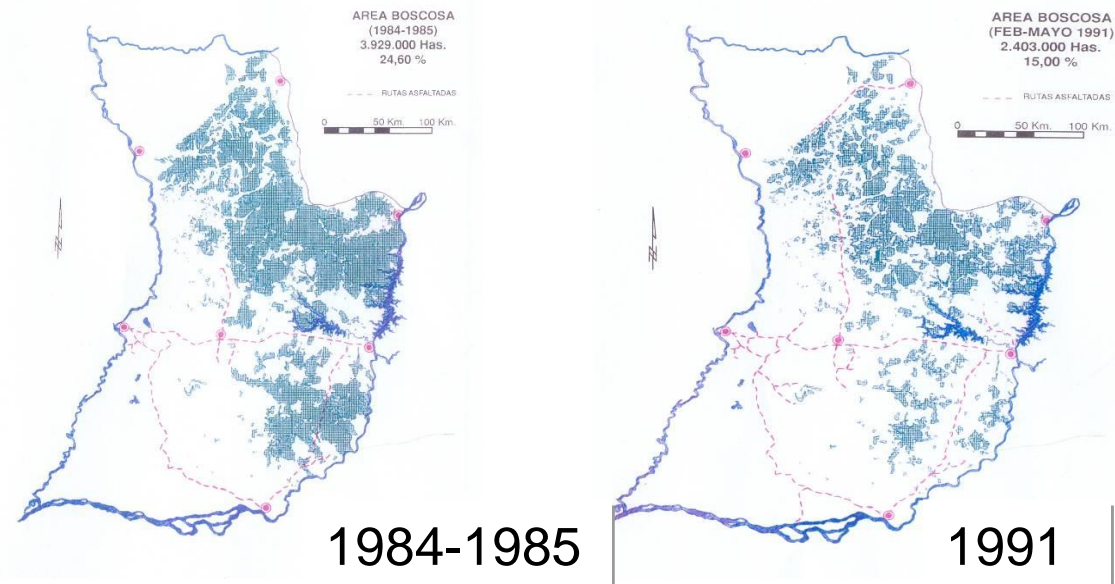 AREA BOSCOSA
(1984-1985)
3.929.000 Has.
24,60 %
RUTAS ASFALTADAS
0 50 Km. 100 Km.
N
1984-1985
AREA BOSCOSA
(FEB-MAYO 1991)
2.403.000 Has.
15,00 %
RUTAS ASFALTADAS
0 50 Km. 100 Km.
N
1991